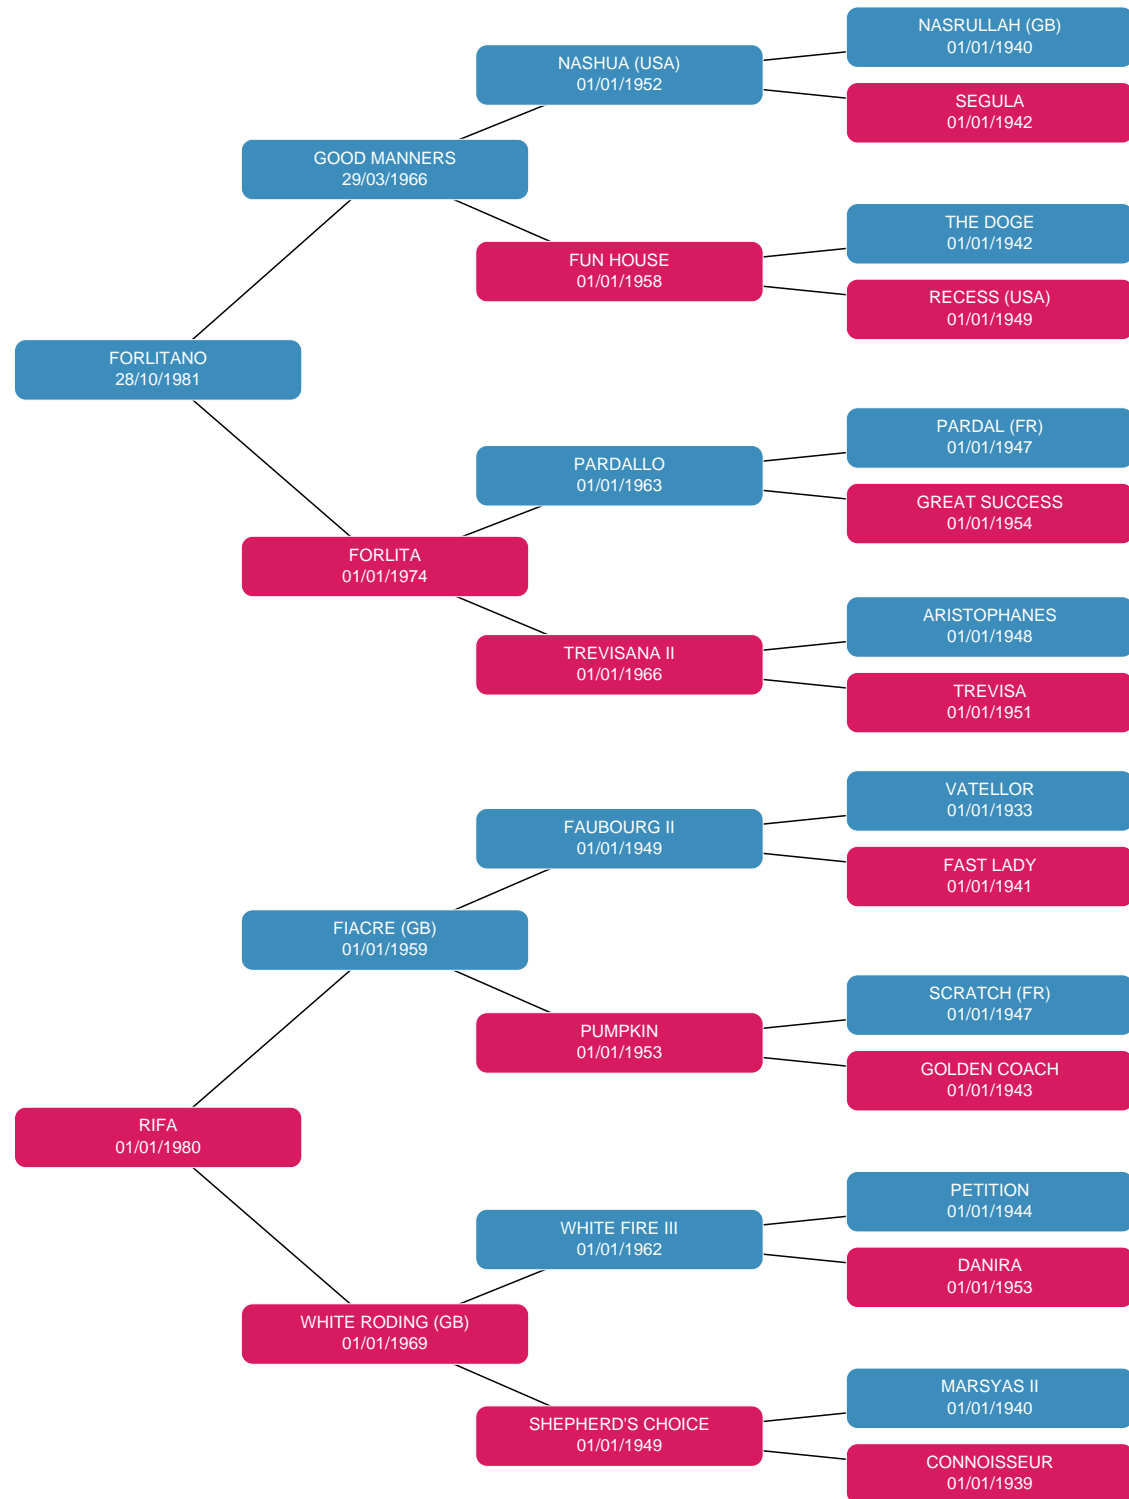 NASRULLAH (GB)
01/01/1940
NASHUA (USA)
01/01/1952
SEGULA
01/01/1942
GOOD MANNERS
29/03/1966
THE DOGE
01/01/1942
FUN HOUSE
01/01/1958
RECESS (USA)
01/01/1949
FORLITANO
28/10/1981
PARDAL (FR)
01/01/1947
PARDALLO
01/01/1963
GREAT SUCCESS
01/01/1954
FORLITA
01/01/1974
ARISTOPHANES
01/01/1948
TREVISANA II
01/01/1966
TREVISA
01/01/1951
VATELLOR
01/01/1933
FAUBOURG II
01/01/1949
FAST LADY
01/01/1941
FIACRE (GB)
01/01/1959
SCRATCH (FR)
01/01/1947
PUMPKIN
01/01/1953
GOLDEN COACH
01/01/1943
RIFA
01/01/1980
PETITION
01/01/1944
WHITE FIRE III
01/01/1962
DANIRA
01/01/1953
WHITE RODING (GB)
01/01/1969
MARSYAS II
01/01/1940
SHEPHERD'S CHOICE
01/01/1949
CONNOISSEUR
01/01/1939